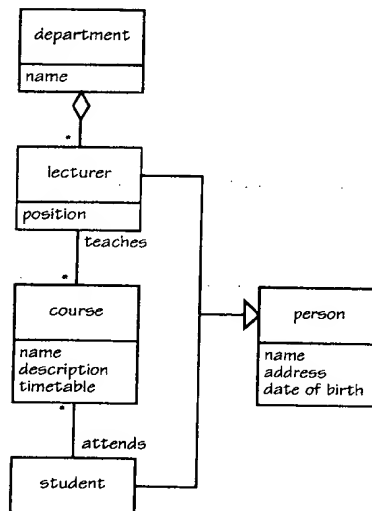 department
name
*
lecturer
position
teaches
*
course
name
description
timetable
person
name
address
date of birth
*
attends
student